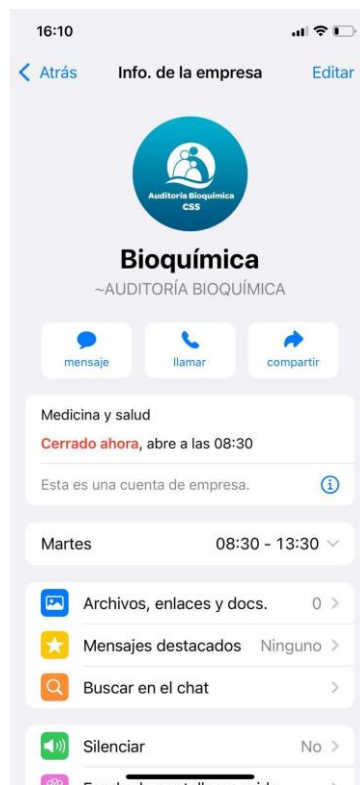 16:10
Atrás Info. de la empresa Editar
Auditoría Bioquímica
CSS
Bioquímica
~AUDITORÍA BIOQUÍMICA
mensaje llamar compartir
Medicina y salud
Cerrado ahora, abre a las 08:30
Esta es una cuenta de empresa.
Martes 08:30 - 13:30
Archivos, enlaces y docs. 0
Mensajes destacados Ninguno
Buscar en el chat
Silenciar No